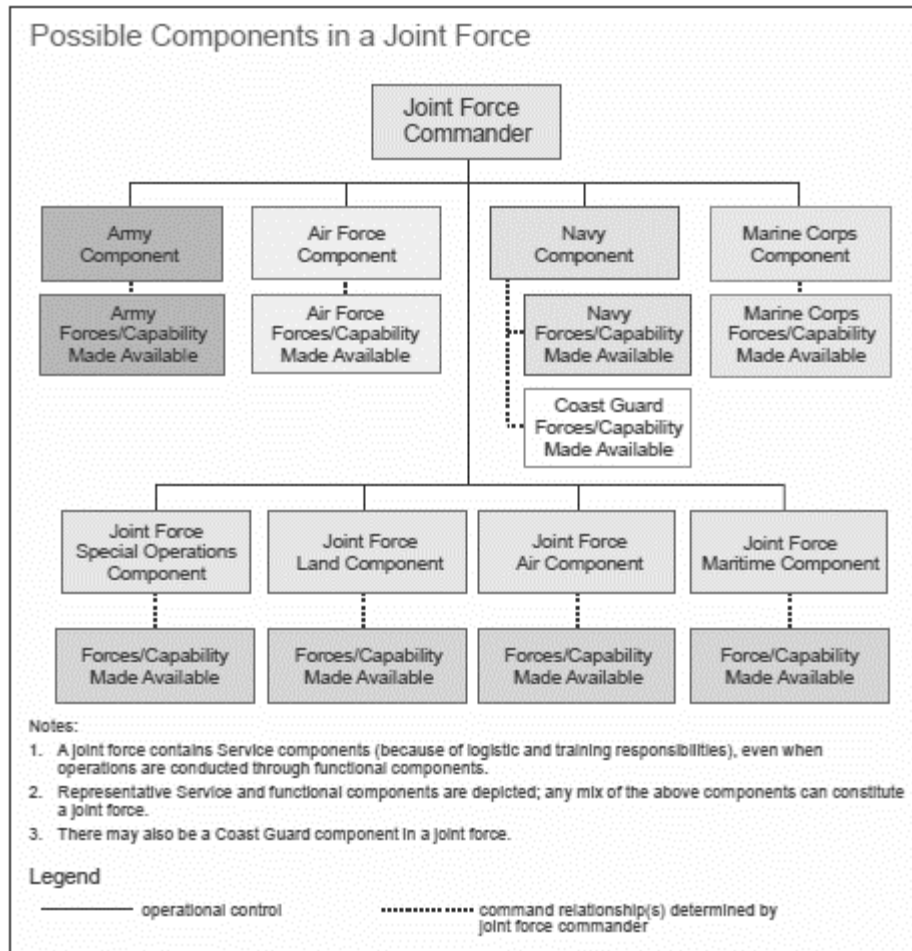 Possible Components in a Joint Force
Joint Force
Commander
Army
Component
Air Force
Component
Navy
Component
Marine Corps
Component
Army
Forces/Capability
Made Available
Air Force
Forces/Capability
Made Available
Navy
Forces/Capability
Made Available
Marine Corps
Forces/Capability
Made Available
Coast Guard
Forces/Capability
Made Available
Joint Force
Special Operations
Component
Joint Force
Land Component
Joint Force
Air Component
Joint Force
Maritime Component
Forces/Capability
Made Available
Forces/Capability
Made Available
Forces/Capability
Made Available
Force/Capability
Made Available
Notes:
1. A joint force contains Service components (because of logistic and training responsibilities), even when
operations are conducted through functional components.
2. Representative Service and functional components are depicted; any mix of the above components can constitute
a joint force.
3. There may also be a Coast Guard component in a joint force.
Legend
operational control
command relationship(s) determined by
joint force commander